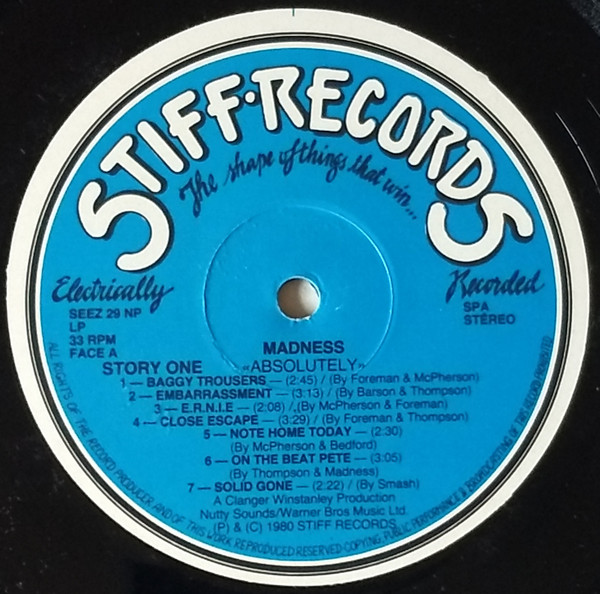 STIFF·RECORDS
The shape of things that win...
Electrically
Recorded
SEEZ 29 NP
LP
33 RPM
FACE A
SPA
STÉREO
MADNESS
STORY ONE «ABSOLUTELY»
1 — BAGGY TROUSERS — (2:45) / (By Foreman & McPherson)
2 — EMBARRASSMENT — (3:13) / (By Barson & Thompson)
3 — E.R.N.I.E — (2;08) /,(By McPherson & Foreman)
4 — CLOSE ESCAPE — (3:29) / (By Foreman & Thompson)
5 — NOTE HOME TODAY — (2:30)
(By McPherson & Bedford)
6 — ON THE BEAT PETE — (3:05)
(By Thompson & Madness)
7 — SOLID GONE — (2:22) / (By Smash)
A Clanger Winstanley Production
Nutty Sounds/Warner Bros Music Ltd.
(P) & (C) 1980 STIFF RECORDS
ALL RIGHTS OF THE RECORD PRODUCER AND OF THIS WORK REPRODUCED RESERVED COPYING, PUBLIC PERFORMANCE & BROADCASTING OF THIS RECORD PROHIBITED